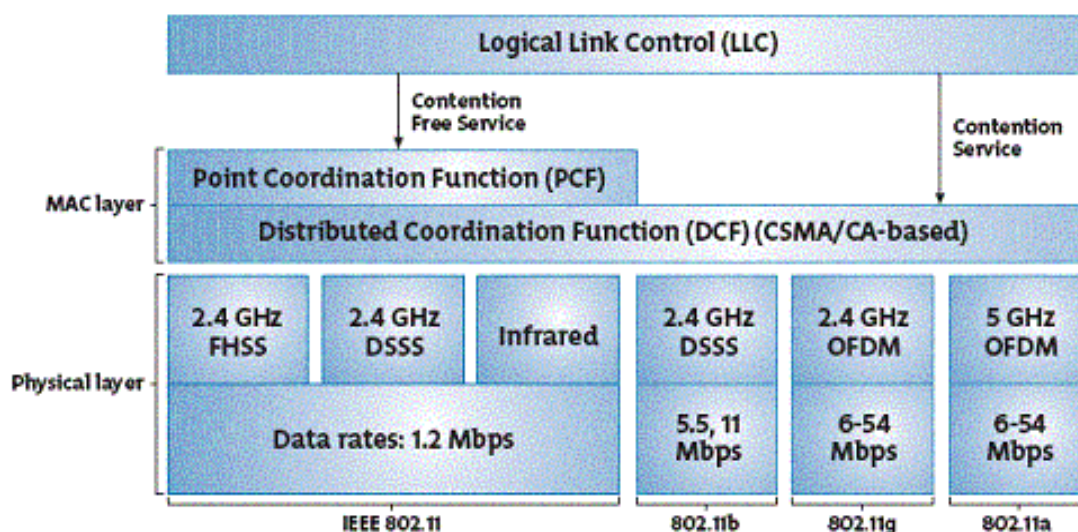 Logical Link Control (LLC)
Contention
Free Service
Contention
Service
MAC layer
Point Coordination Function (PCF)
Distributed Coordination Function (DCF) (CSMA/CA-based)
Physical layer
2.4 GHz
FHSS
2.4 GHz
DSSS
Infrared
2.4 GHz
DSSS
2.4 GHz
OFDM
5 GHz
OFDM
Data rates: 1.2 Mbps
5.5, 11
Mbps
6-54
Mbps
6-54
Mbps
IEEE 802.11
802.11b
802.11g
802.11a